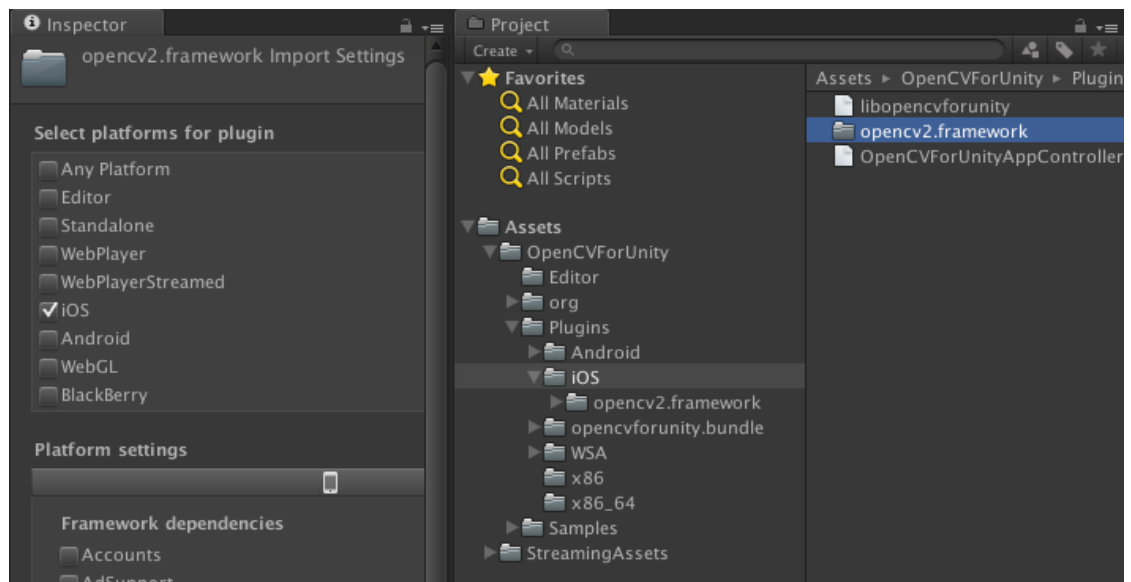 Inspector
opencv2.framework Import Settings
Select platforms for plugin
Any Platform
Editor
Standalone
WebPlayer
WebPlayerStreamed
iOS
Android
WebGL
BlackBerry
Platform settings
Framework dependencies
Accounts
AdSupport
Project
Create
Favorites
All Materials
All Models
All Prefabs
All Scripts
Assets
OpenCVForUnity
Editor
org
Plugins
Android
iOS
opencv2.framework
opencvforunity.bundle
WSA
x86
x86_64
Samples
StreamingAssets
Assets ▸ OpenCVForUnity ▸ Plugin
libopencvforunity
opencv2.framework
OpenCVForUnityAppController